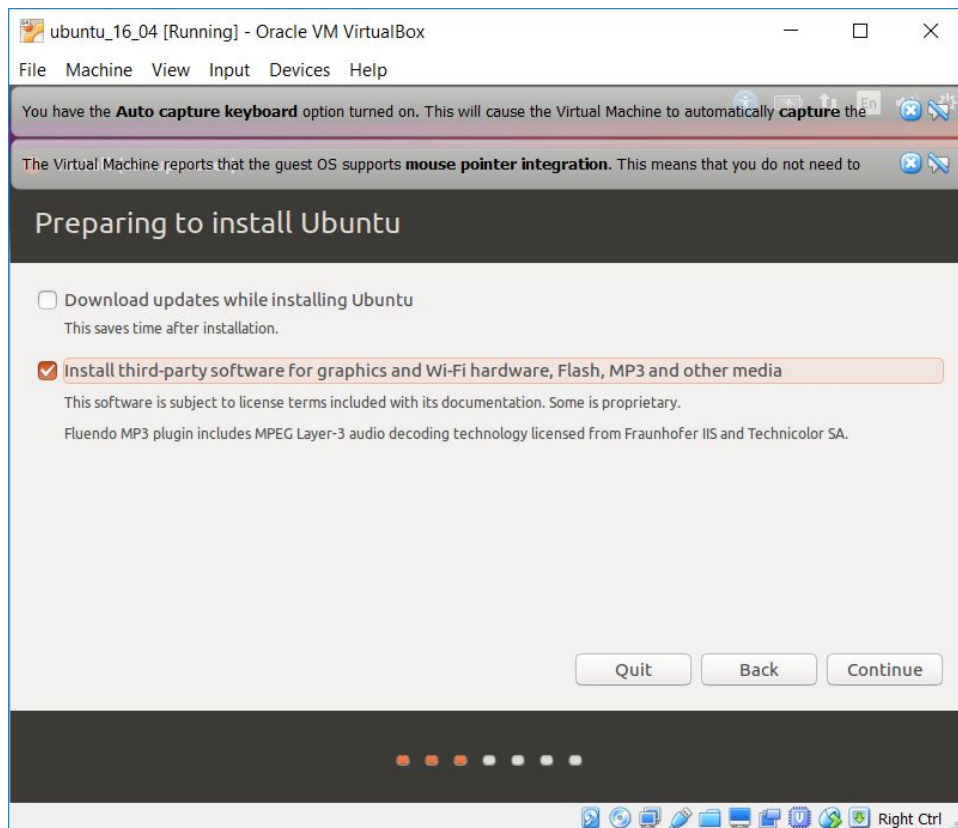 ubuntu_16_04 [Running] - Oracle VM VirtualBox
File Machine View Input Devices Help
You have the Auto capture keyboard option turned on. This will cause the Virtual Machine to automatically capture the
En
The Virtual Machine reports that the guest OS supports mouse pointer integration. This means that you do not need to
Preparing to install Ubuntu
Download updates while installing Ubuntu
This saves time after installation.
Install third-party software for graphics and Wi-Fi hardware, Flash, MP3 and other media
This software is subject to license terms included with its documentation. Some is proprietary.
Fluendo MP3 plugin includes MPEG Layer-3 audio decoding technology licensed from Fraunhofer IIS and Technicolor SA.
Quit Back Continue
Right Ctrl